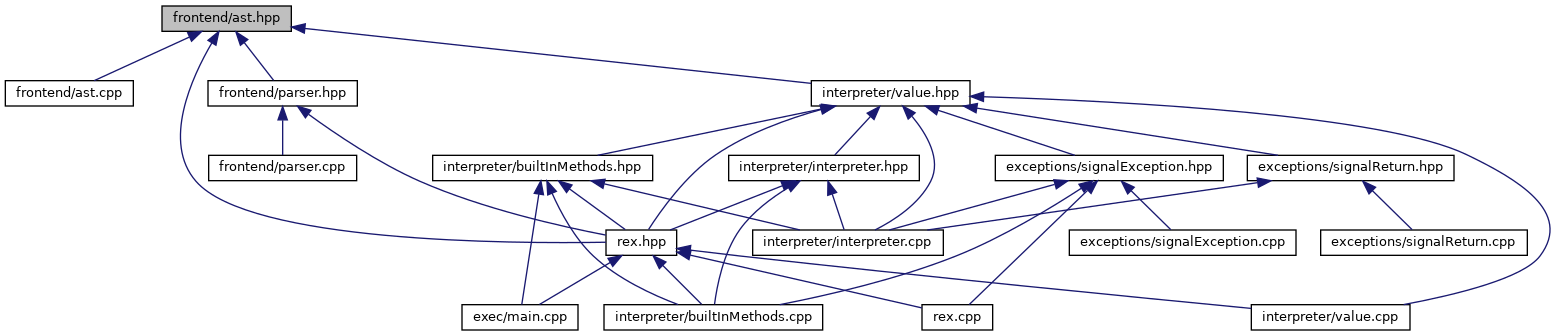 frontend/ast.hpp
frontend/ast.cpp
frontend/parser.hpp
interpreter/value.hpp
frontend/parser.cpp
interpreter/builtInMethods.hpp
interpreter/interpreter.hpp
exceptions/signalException.hpp
exceptions/signalReturn.hpp
rex.hpp
interpreter/interpreter.cpp
exceptions/signalException.cpp
exceptions/signalReturn.cpp
exec/main.cpp
interpreter/builtInMethods.cpp
rex.cpp
interpreter/value.cpp